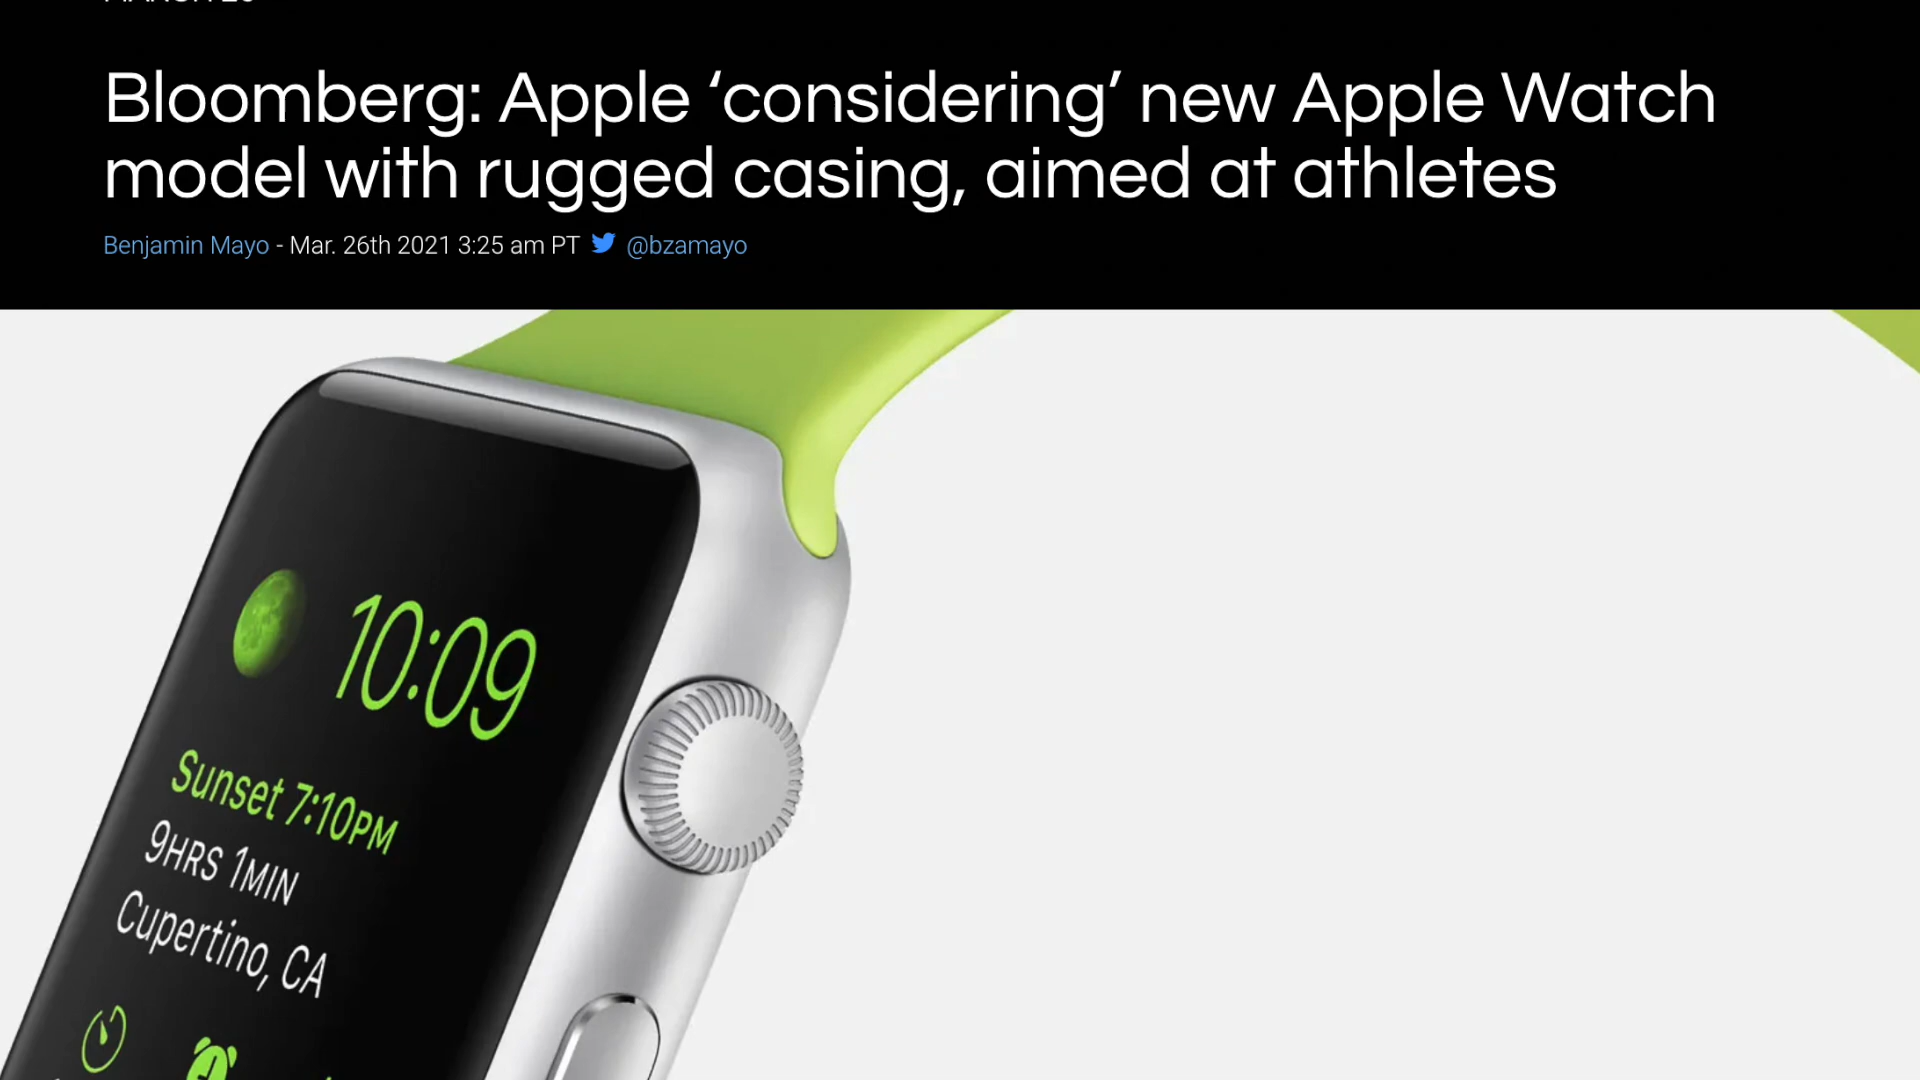 Bloomberg: Apple ‘considering’ new Apple Watch
model with rugged casing, aimed at athletes
Benjamin Mayo - Mar. 26th 2021 3:25 am PT @bzamayo
10:09
Sunset 7:10PM
9HRS 1MIN
Cupertino, CA